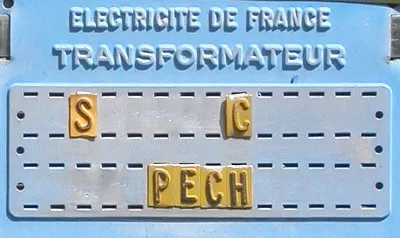 ELECTRICITE DE FRANCE
TRANSFORMATEUR
S C
PECH